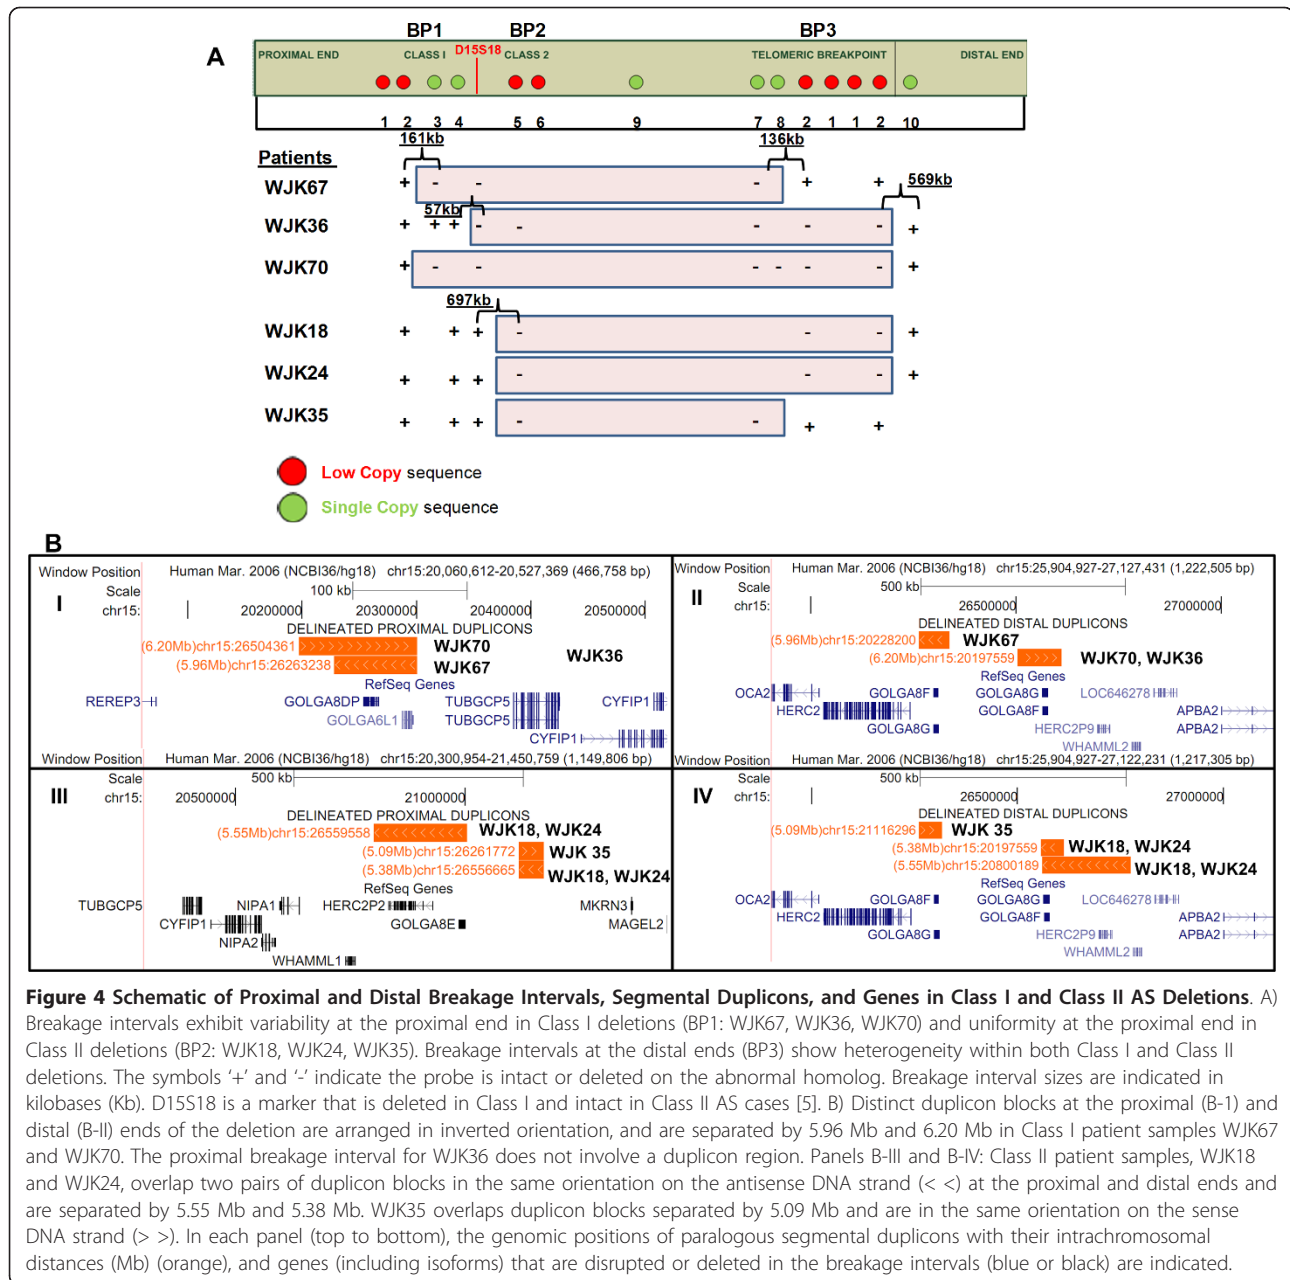 BP1 BP2 BP3
A
PROXIMAL END CLASS I D15S18 CLASS 2 TELOMERIC BREAKPOINT DISTAL END
1 2 3 4 5 6 9 7 8 2 1 1 2 10
161kb 136kb
Patients
WJK67 + - - - + + 569kb
57kb
WJK36 + + + - - - - - +
WJK70 + - - - - - - +
697kb
WJK18 + + + - - - +
WJK24 + + + - - - +
WJK35 + + + - - + +
Low Copy sequence
Single Copy sequence
B
Window Position Human Mar. 2006 (NCBI36/hg18) chr15:20,060,612-20,527,369 (466,758 bp)
I
Scale 100 kb
chr15: 20200000 20300000 20400000 20500000
DELINEATED PROXIMAL DUPLICONS
(6.20Mb)chr15:26504361 WJK70
(5.96Mb)chr15:26263238 WJK67
WJK36
RefSeq Genes
REREP3 GOLGA8DP TUBGCP5 CYFIP1
GOLGA6L1 TUBGCP5
CYFIP1
Window Position Human Mar. 2006 (NCBI36/hg18) chr15:25,904,927-27,127,431 (1,222,505 bp)
II
Scale 500 kb
chr15: 26500000 27000000
DELINEATED DISTAL DUPLICONS
(5.96Mb)chr15:20228200 WJK67
(6.20Mb)chr15:20197559 WJK70, WJK36
RefSeq Genes
OCA2 GOLGA8F GOLGA8G LOC646278
HERC2 GOLGA8F APBA2
GOLGA8G HERC2P9 APBA2
WHAMML2
Window Position Human Mar. 2006 (NCBI36/hg18) chr15:20,300,954-21,450,759 (1,149,806 bp)
III
Scale 500 kb
chr15: 20500000 21000000
DELINEATED PROXIMAL DUPLICONS
(5.55Mb)chr15:26559558 WJK18, WJK24
(5.09Mb)chr15:26261772 WJK 35
(5.38Mb)chr15:26556665 WJK18, WJK24
RefSeq Genes
TUBGCP5 NIPA1 HERC2P2 MKRN3
CYFIP1 GOLGA8E MAGEL2
NIPA2
WHAMML1
Window Position Human Mar. 2006 (NCBI36/hg18) chr15:25,904,927-27,122,231 (1,217,305 bp)
IV
Scale 500 kb
chr15: 26500000 27000000
DELINEATED DISTAL DUPLICONS
(5.09Mb)chr15:21116296 WJK 35
(5.38Mb)chr15:20197559 WJK18, WJK24
(5.55Mb)chr15:20800189 WJK18, WJK24
RefSeq Genes
OCA2 GOLGA8F GOLGA8G LOC646278
HERC2 GOLGA8F APBA2
GOLGA8G HERC2P9 APBA2
WHAMML2
Figure 4 Schematic of Proximal and Distal Breakage Intervals, Segmental Duplicons, and Genes in Class I and Class II AS Deletions. A)
Breakage intervals exhibit variability at the proximal end in Class I deletions (BP1: WJK67, WJK36, WJK70) and uniformity at the proximal end in
Class II deletions (BP2: WJK18, WJK24, WJK35). Breakage intervals at the distal ends (BP3) show heterogeneity within both Class I and Class II
deletions. The symbols ‘+’ and ‘-’ indicate the probe is intact or deleted on the abnormal homolog. Breakage interval sizes are indicated in
kilobases (Kb). D15S18 is a marker that is deleted in Class I and intact in Class II AS cases [5]. B) Distinct duplicon blocks at the proximal (B-1) and
distal (B-II) ends of the deletion are arranged in inverted orientation, and are separated by 5.96 Mb and 6.20 Mb in Class I patient samples WJK67
and WJK70. The proximal breakage interval for WJK36 does not involve a duplicon region. Panels B-III and B-IV: Class II patient samples, WJK18
and WJK24, overlap two pairs of duplicon blocks in the same orientation on the antisense DNA strand (< <) at the proximal and distal ends and
are separated by 5.55 Mb and 5.38 Mb. WJK35 overlaps duplicon blocks separated by 5.09 Mb and are in the same orientation on the sense
DNA strand (> >). In each panel (top to bottom), the genomic positions of paralogous segmental duplicons with their intrachromosomal
distances (Mb) (orange), and genes (including isoforms) that are disrupted or deleted in the breakage intervals (blue or black) are indicated.